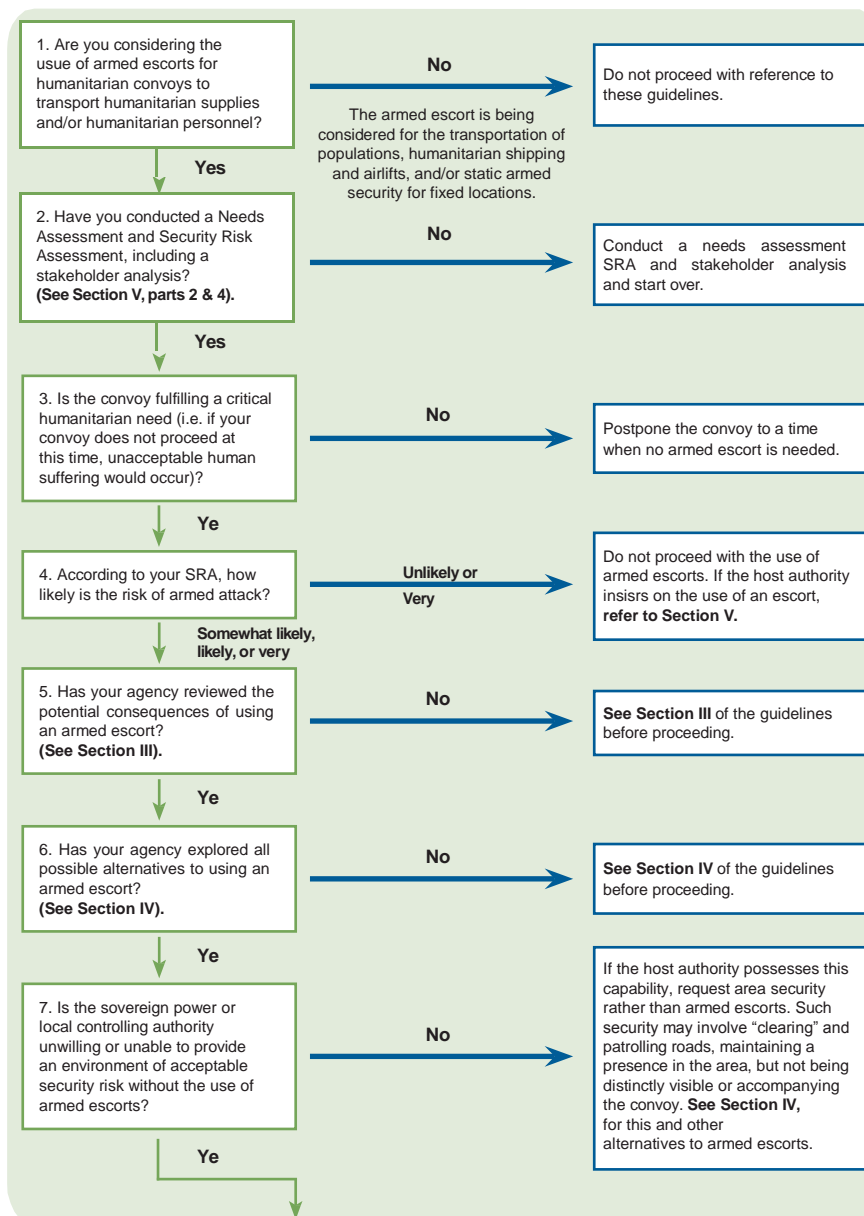 1. Are you considering the
usue of armed escorts for
humanitarian convoys to
transport humanitarian supplies
and/or humanitarian personnel?
No
The armed escort is being
considered for the transportation of
populations, humanitarian shipping
and airlifts, and/or static armed
security for fixed locations.
Do not proceed with reference to
these guidelines.
Yes
2. Have you conducted a Needs
Assessment and Security Risk
Assessment, including a
stakeholder analysis?
(See Section V, parts 2 & 4).
No
Conduct a needs assessment
SRA and stakeholder analysis
and start over.
Yes
3. Is the convoy fulfilling a critical
humanitarian need (i.e. if your
convoy does not proceed at
this time, unacceptable human
suffering would occur)?
No
Postpone the convoy to a time
when no armed escort is needed.
Ye
4. According to your SRA, how
likely is the risk of armed attack?
Unlikely or
Very
Do not proceed with the use of
armed escorts. If the host authority
insisrs on the use of an escort,
refer to Section V.
Somewhat likely,
likely, or very
5. Has your agency reviewed the
potential consequences of using
an armed escort?
(See Section III).
No
See Section III of the guidelines
before proceeding.
Ye
6. Has your agency explored all
possible alternatives to using an
armed escort?
(See Section IV).
No
See Section IV of the guidelines
before proceeding.
Ye
7. Is the sovereign power or
local controlling authority
unwilling or unable to provide
an environment of acceptable
security risk without the use of
armed escorts?
No
If the host authority possesses this
capability, request area security
rather than armed escorts. Such
security may involve “clearing” and
patrolling roads, maintaining a
presence in the area, but not being
distinctly visible or accompanying
the convoy. See Section IV,
for this and other
alternatives to armed escorts.
Ye